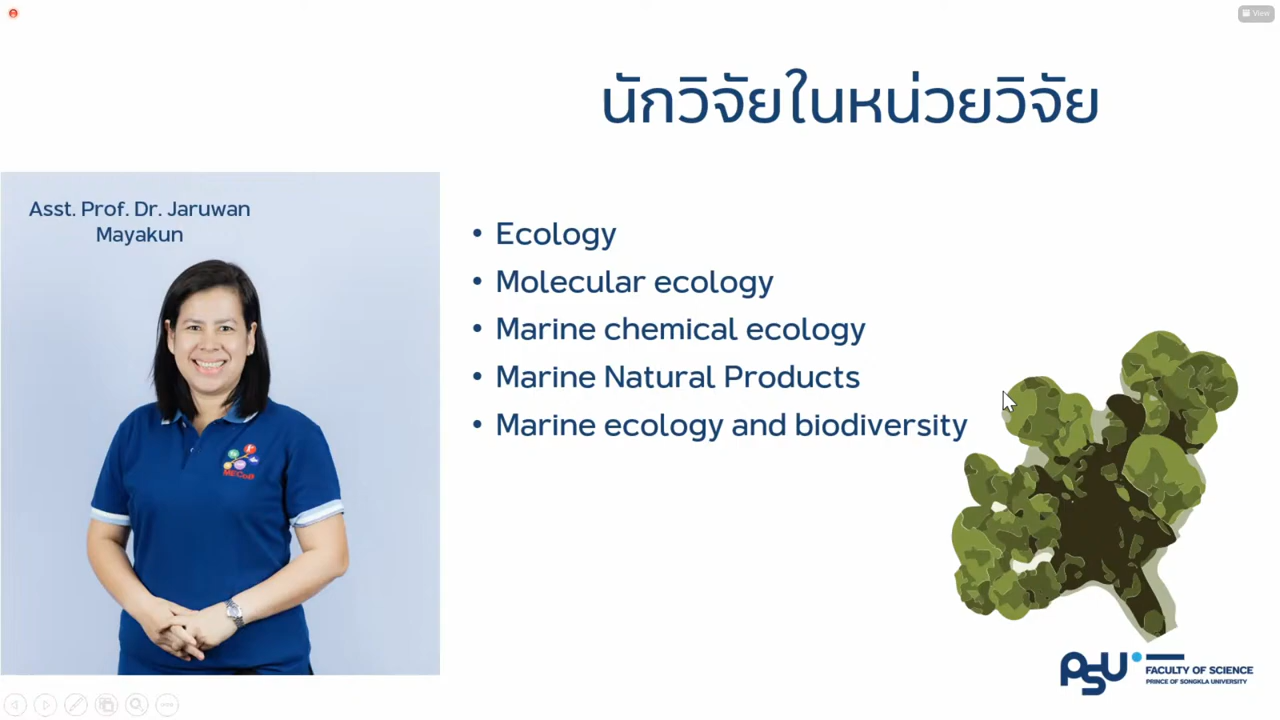 View
นักวิจัยในหน่วยวิจัย
Asst. Prof. Dr. Jaruwan
Mayakun
• Ecology
• Molecular ecology
• Marine chemical ecology
• Marine Natural Products
• Marine ecology and biodiversity
MECoB
PSU
FACULTY OF SCIENCE
PRINCE OF SONGKLA UNIVERSITY